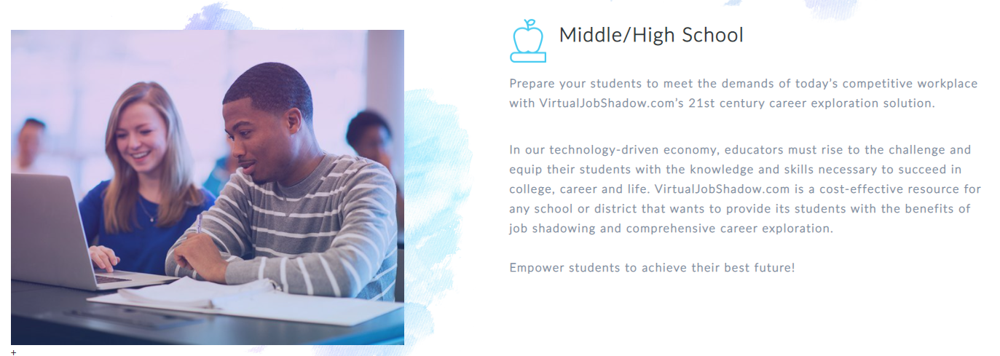 Middle/High School
Prepare your students to meet the demands of today’s competitive workplace
with VirtualJobShadow.com’s 21st century career exploration solution.
In our technology-driven economy, educators must rise to the challenge and
equip their students with the knowledge and skills necessary to succeed in
college, career and life. VirtualJobShadow.com is a cost-effective resource for
any school or district that wants to provide its students with the benefits of
job shadowing and comprehensive career exploration.
Empower students to achieve their best future!
+